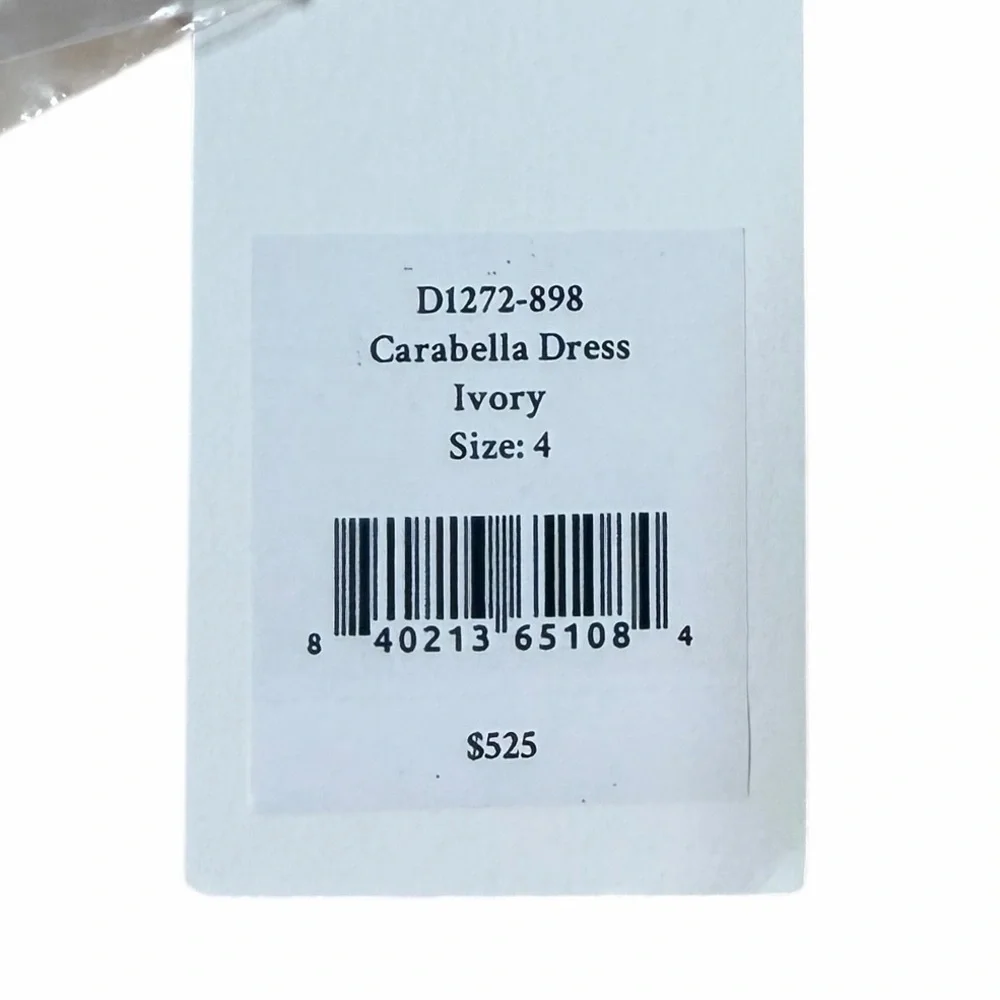 D1272-898
Carabella Dress
Ivory
Size: 4
8 40213 65108 4
$525